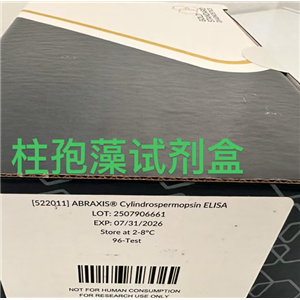 柱孢藻试剂盒
[522011] ABRAXIS® Cylindrospermopsin ELISA
LOT: 2507906661
EXP: 07/31/2026
Store at 2-8°C
96-Test
NOT FOR HUMAN CONSUMPTION
FOR RESEARCH USE ONLY